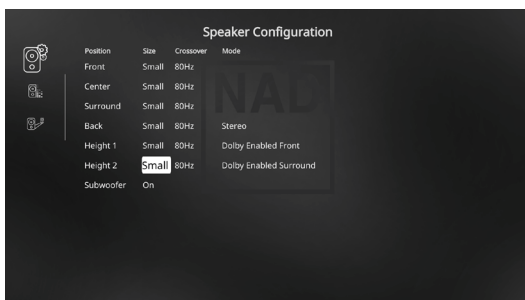 Speaker Configuration
Position Size Crossover Mode
Front Small 80Hz
Center Small 80Hz
Surround Small 80Hz
Back Small 80Hz Stereo
Height 1 Small 80Hz Dolby Enabled Front
Height 2 Small 80Hz Dolby Enabled Surround
Subwoofer On
NAD